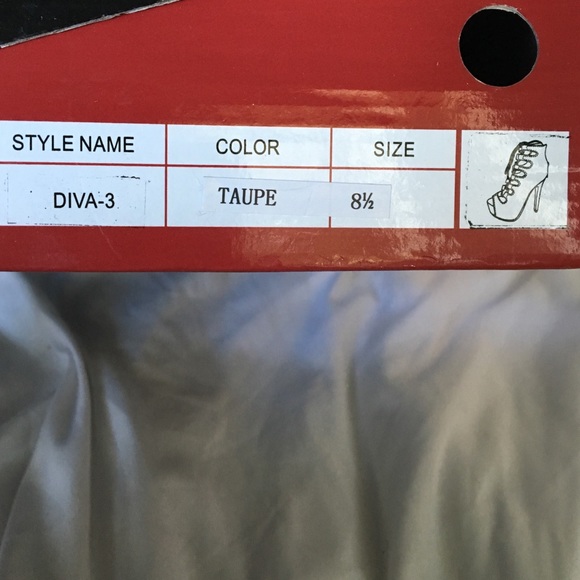 STYLE NAME COLOR SIZE
DIVA-3 TAUPE 8½